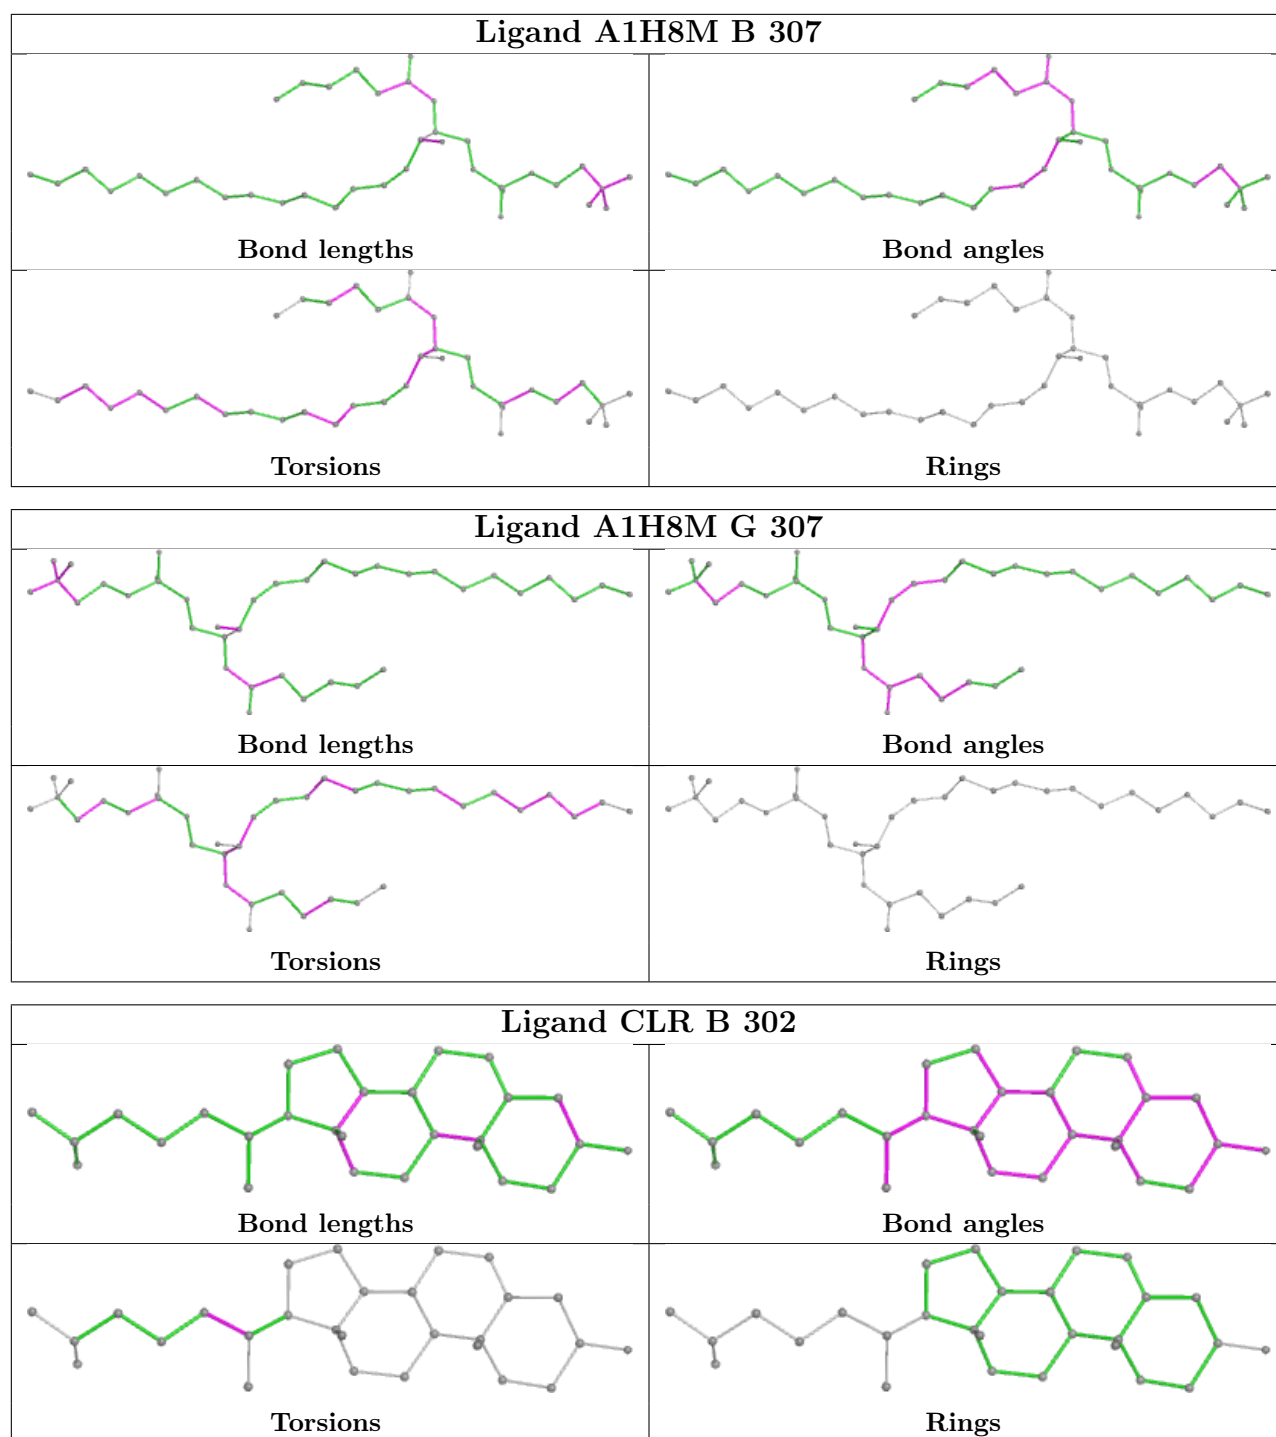 Ligand A1H8M B 307
Bond lengths
Bond angles
Torsions
Rings
Ligand A1H8M G 307
Bond lengths
Bond angles
Torsions
Rings
Ligand CLR B 302
Bond lengths
Bond angles
Torsions
Rings